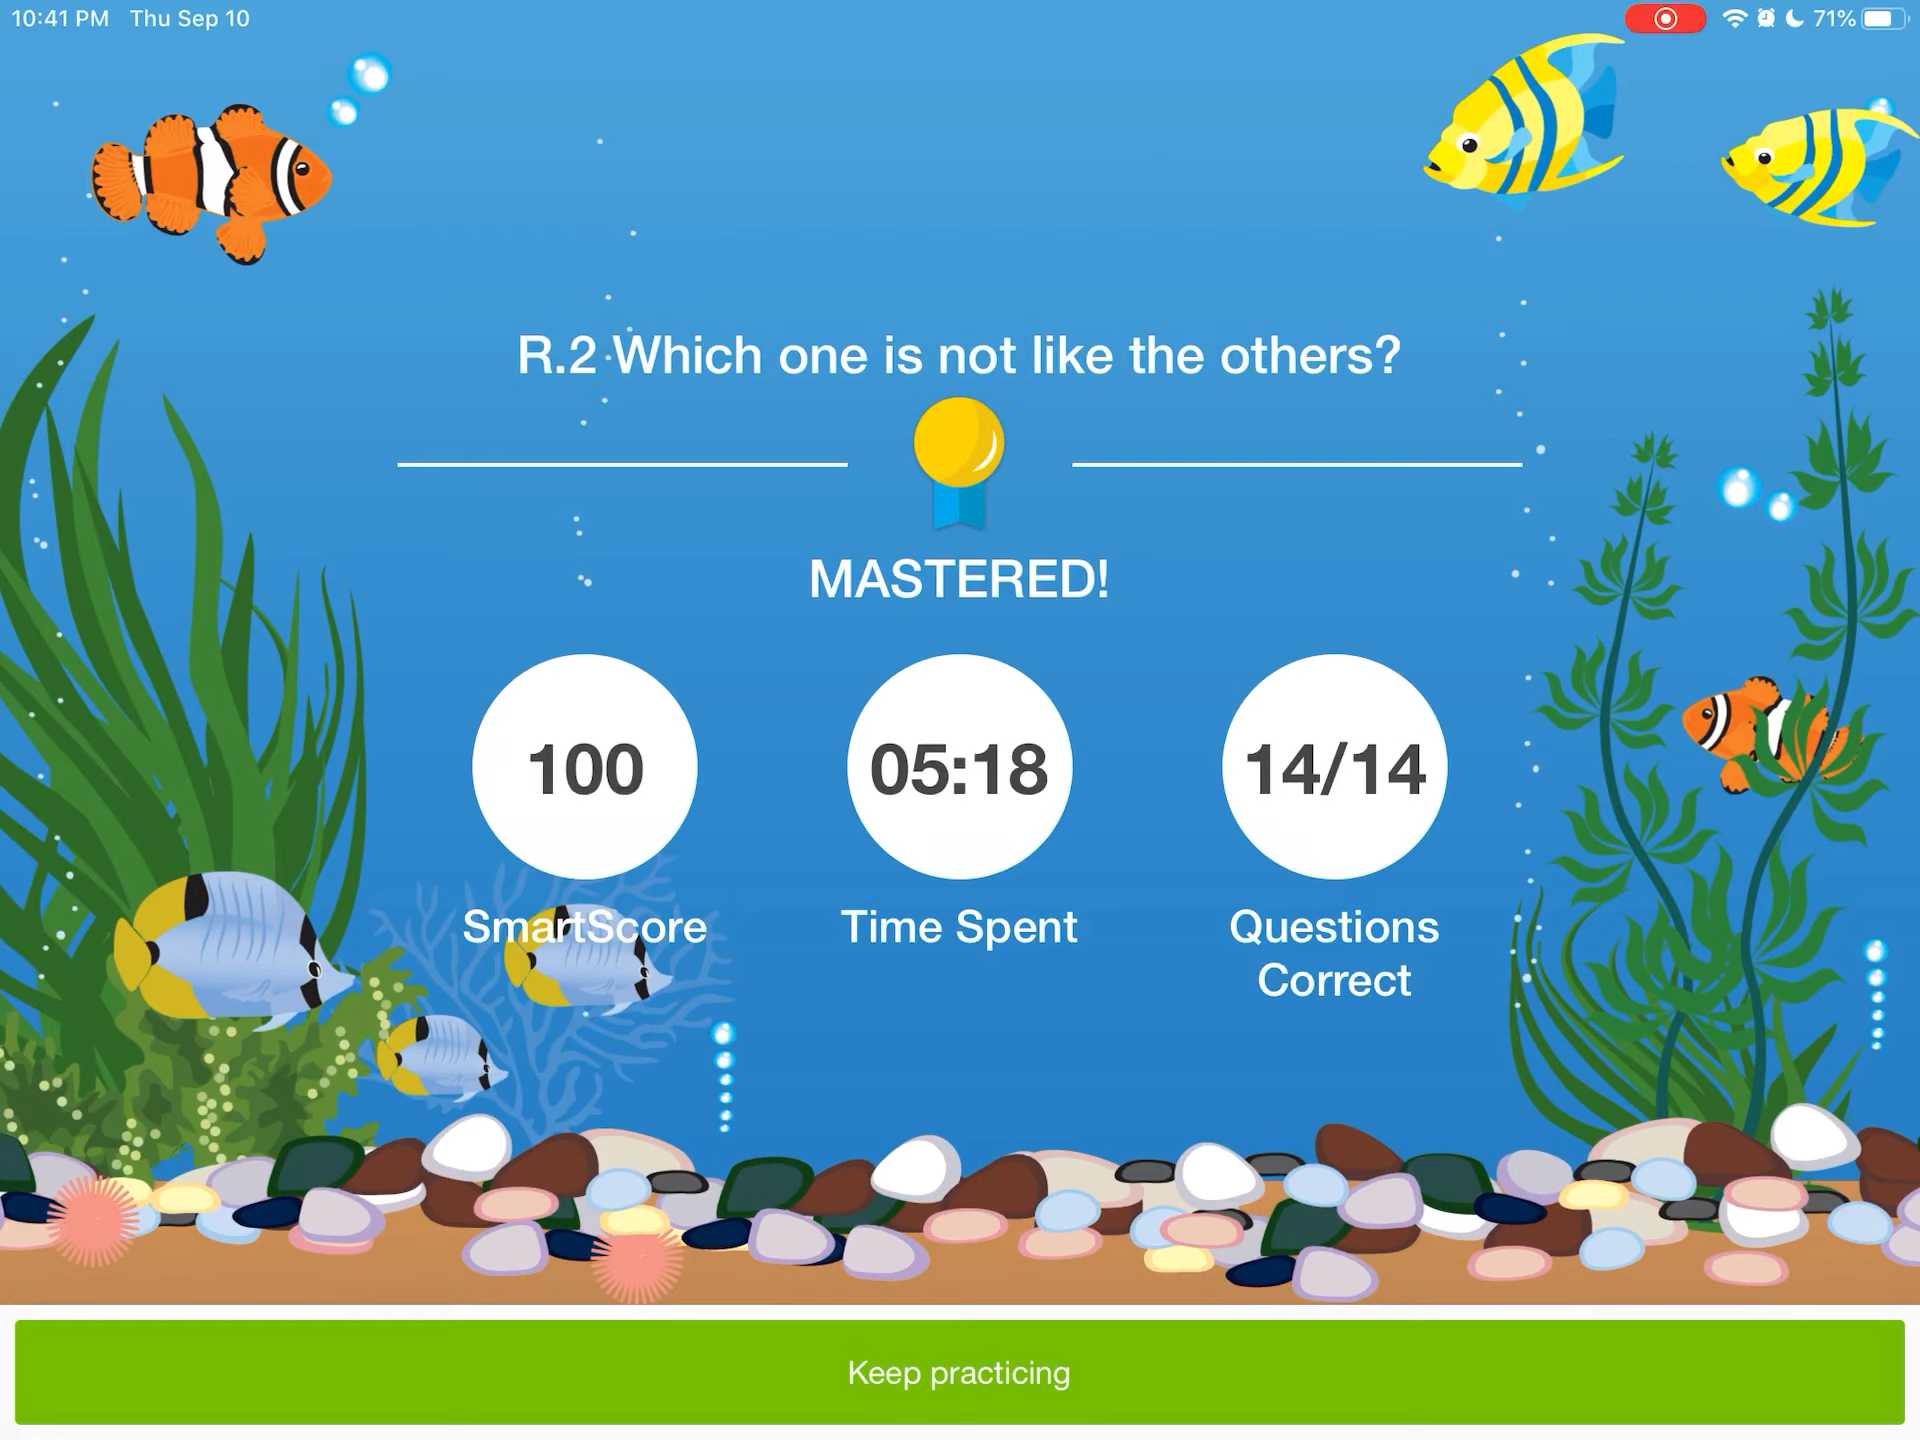 10:41 PM Thu Sep 10 71%
R.2 Which one is not like the others?
MASTERED!
100 05:18 14/14
SmartScore Time Spent Questions
Correct
Keep practicing